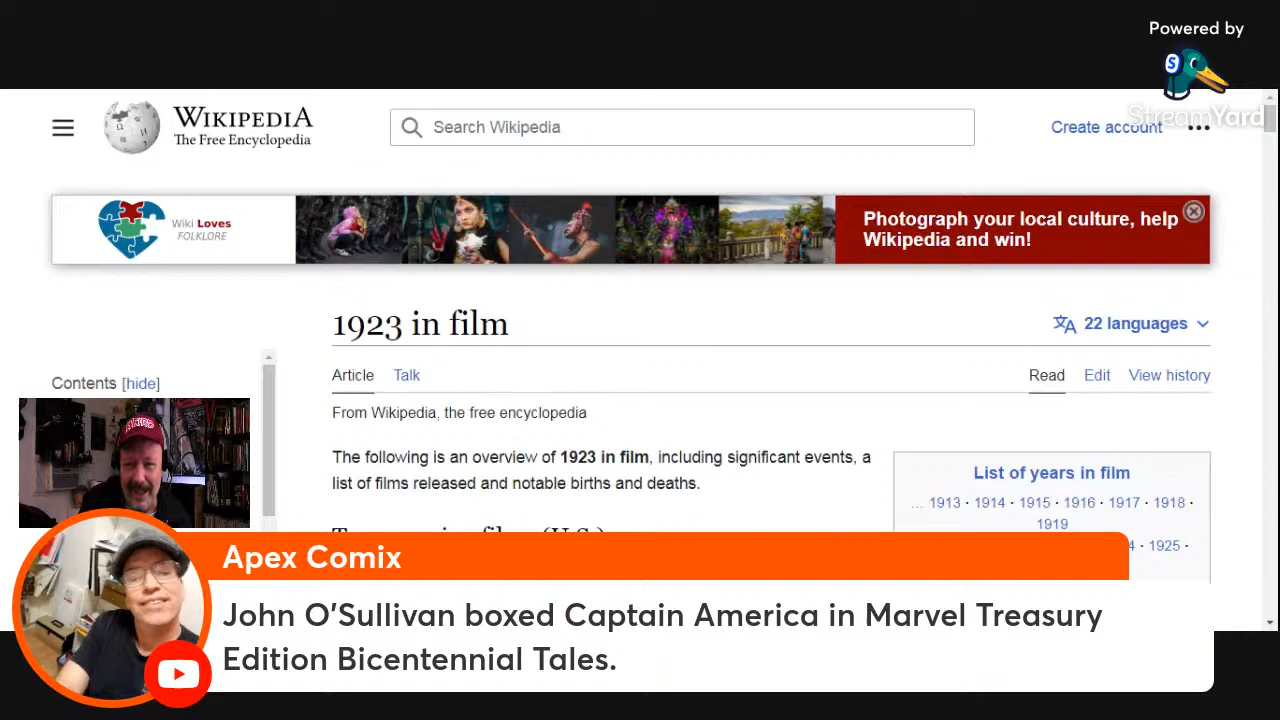 Powered by
StreamYard
WIKIPEDIA
The Free Encyclopedia
Search Wikipedia
Create account
Wiki Loves
FOLKLORE
Photograph your local culture, help
Wikipedia and win!
1923 in film
22 languages
Contents [hide]
Article Talk
Read Edit View history
From Wikipedia, the free encyclopedia
The following is an overview of 1923 in film, including significant events, a
list of films released and notable births and deaths.
List of years in film
... 1913 · 1914 · 1915 · 1916 · 1917 · 1918 ·
1919
1925 ·
Apex Comix
John O'Sullivan boxed Captain America in Marvel Treasury
Edition Bicentennial Tales.